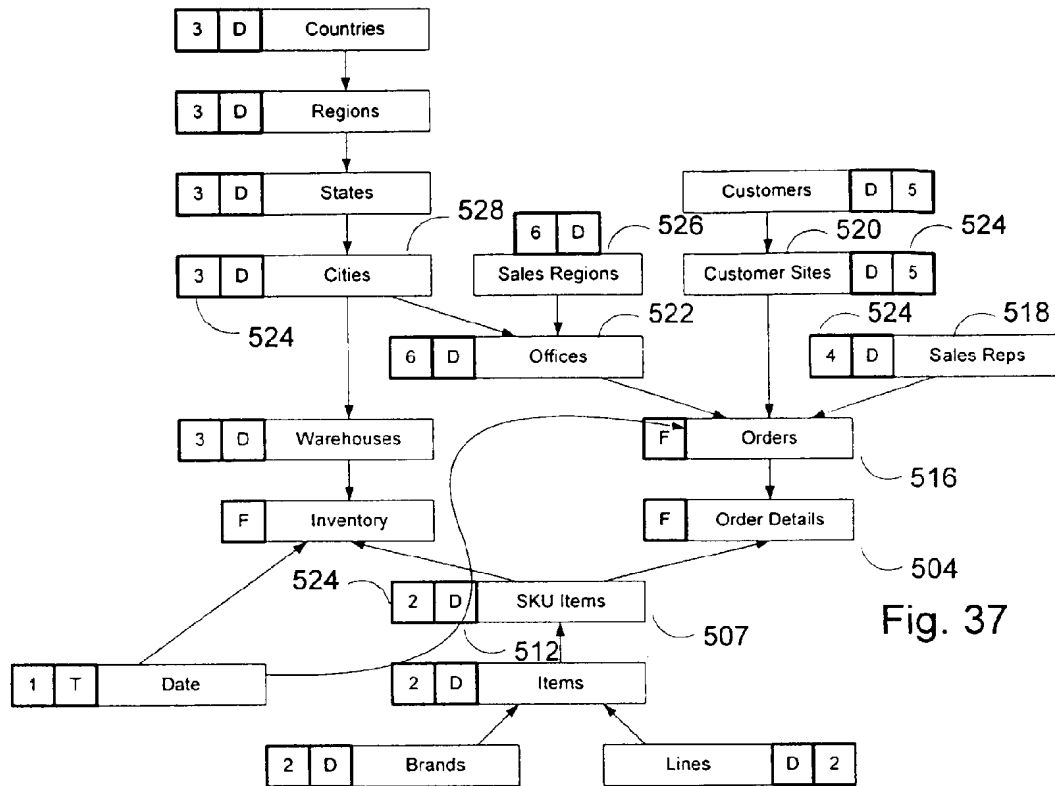 3 D Countries
3 D Regions
3 D States
Customers D 5
528
6 D
526
520
524
3 D Cities
Sales Regions
Customer Sites D 5
524
522
524
518
6 D Offices
4 D Sales Reps
3 D Warehouses
F Orders
516
F Inventory
F Order Details
504
524
2 D SKU Items
507
512
Fig. 37
1 T Date
2 D Items
2 D Brands
Lines D 2